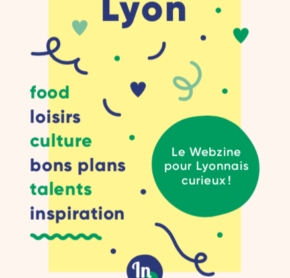 Lyon
food
loisirs
culture
bons plans
talents
inspiration
Le Webzine
pour Lyonnais
curieux !
In